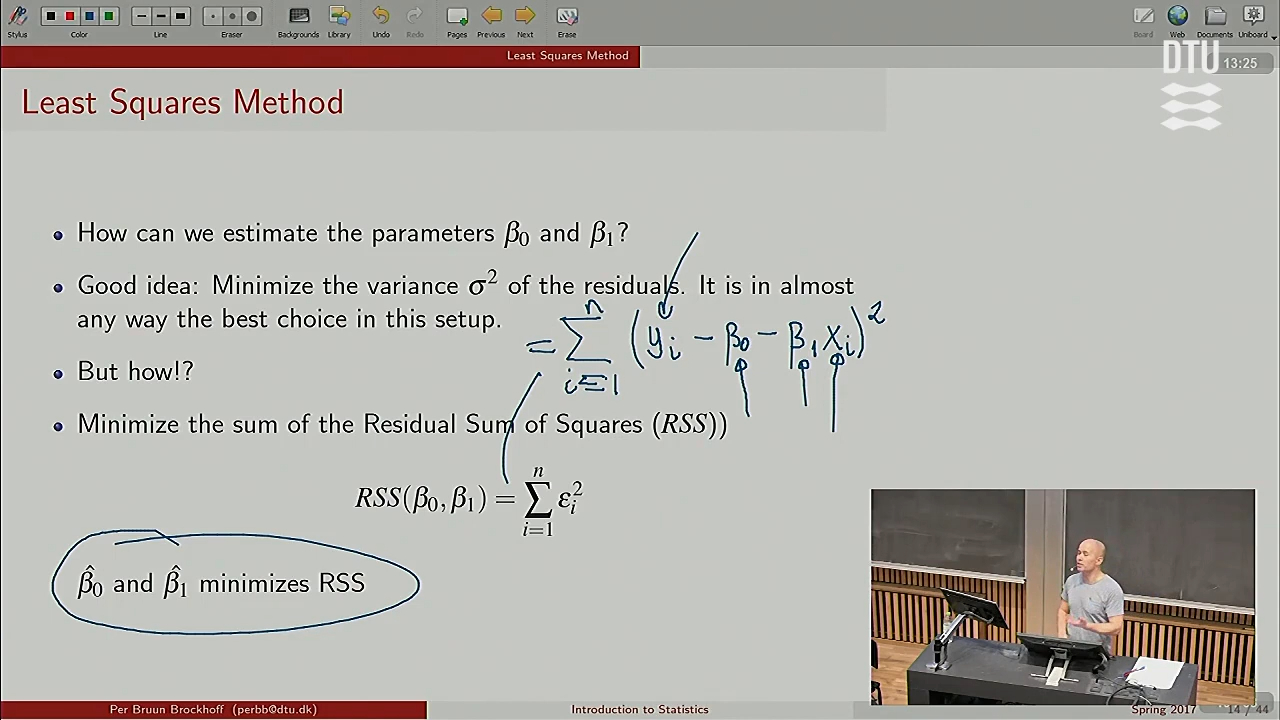 Stylus Color Line Eraser Backgrounds Library Undo Redo Pages Previous Next Erase Board Web Documents Uniboard
Least Squares Method
DTU
13:25
Least Squares Method
• How can we estimate the parameters β₀ and β₁?
• Good idea: Minimize the variance σ² of the residuals. It is in almost
any way the best choice in this setup.
= ∑ᵢ₌₁ⁿ (yᵢ − β₀ − β₁xᵢ)²
• But how!?
• Minimize the sum of the Residual Sum of Squares (RSS))
RSS(β₀, β₁) = ∑ᵢ₌₁ⁿ εᵢ²
β̂₀ and β̂₁ minimizes RSS
Per Bruun Brockhoff (perbb@dtu.dk) Introduction to Statistics Spring 2017 14 / 44